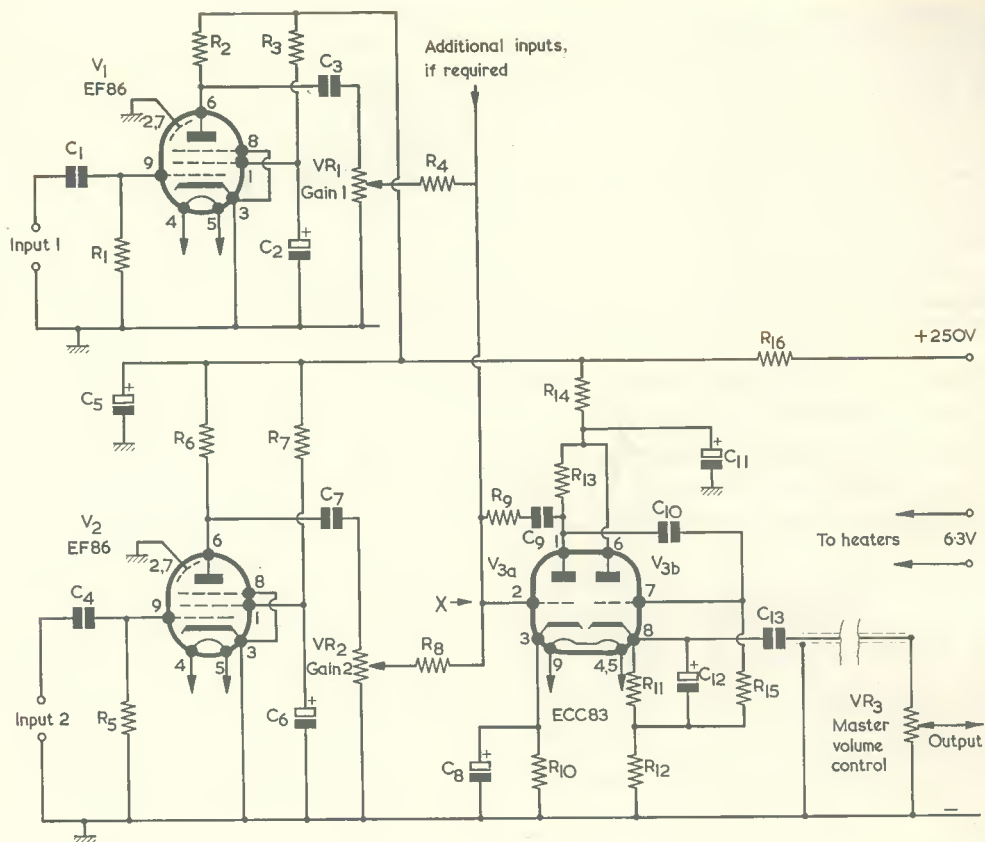 R2
R3
Additional inputs,
if required
V1
EF86
C3
6
2,7
8
C1
9
1
VR1
Gain 1
R4
4
5
3
Input 1
R1
C2
+
R16
+250V
C5
+
R14
R6
R7
+
C11
R13
C7
R9
C10
V2
EF86
C9
6
2,7
1
6
To heaters
6·3V
V3a
V3b
8
C4
9
1
X
2
7
C13
3
8
VR2
Gain 2
R8
4
5
3
9
4,5
R11
+
C12
R15
VR3
Master
volume
control
Output
Input 2
R5
C6
+
ECC83
C8
+
R10
R12
−